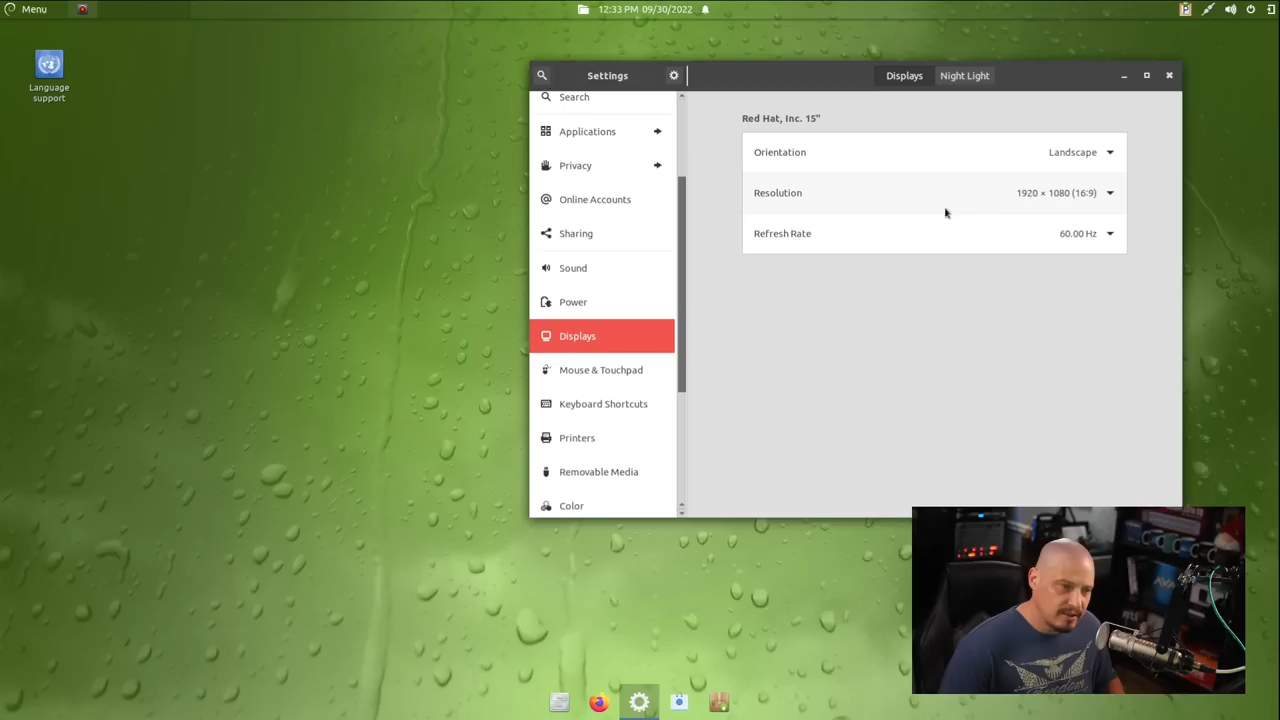 Menu
12:33 PM 09/30/2022
Language
support
Settings
Displays
Night Light
Search
Applications
Privacy
Online Accounts
Sharing
Sound
Power
Displays
Mouse & Touchpad
Keyboard Shortcuts
Printers
Removable Media
Color
Red Hat, Inc. 15"
Orientation
Landscape
Resolution
1920 × 1080 (16:9)
Refresh Rate
60.00 Hz